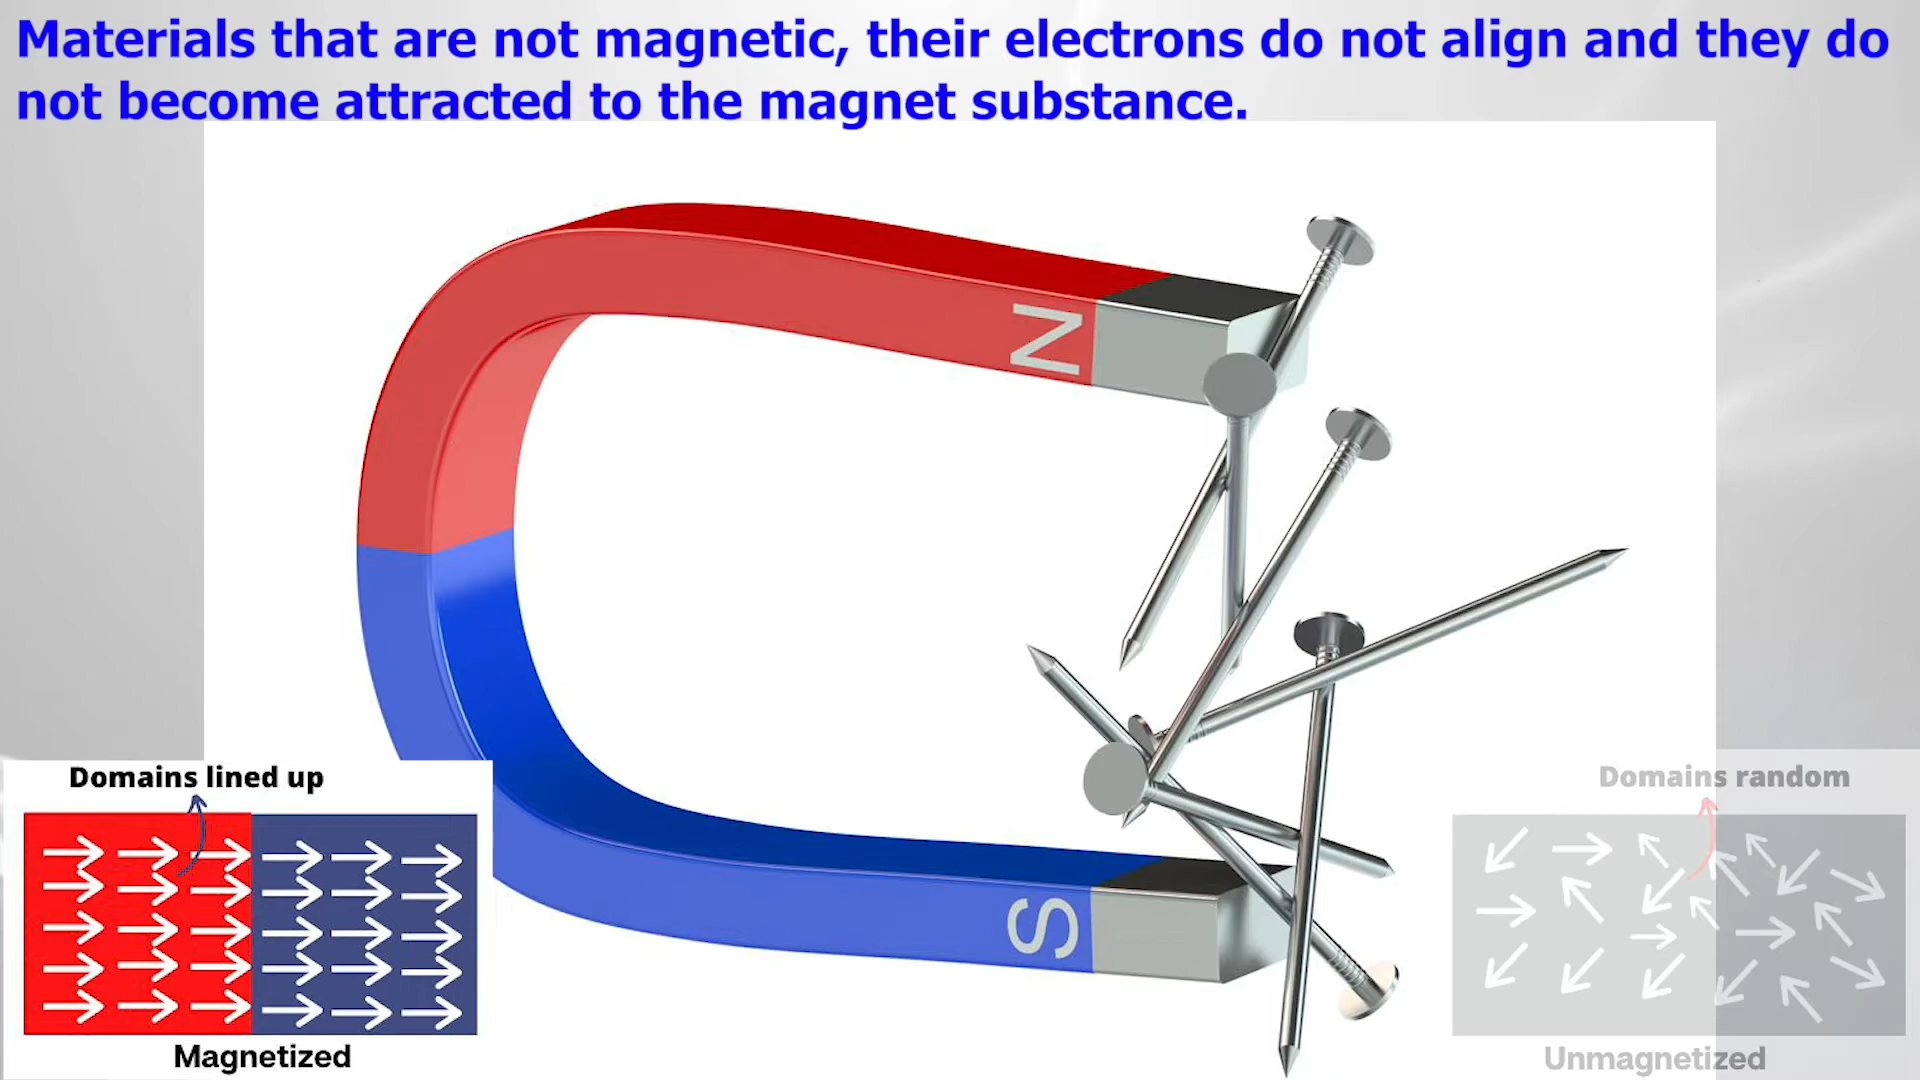 Materials that are not magnetic, their electrons do not align and they do
not become attracted to the magnet substance.
N
S
Domains lined up
Magnetized
Domains random
Unmagnetized